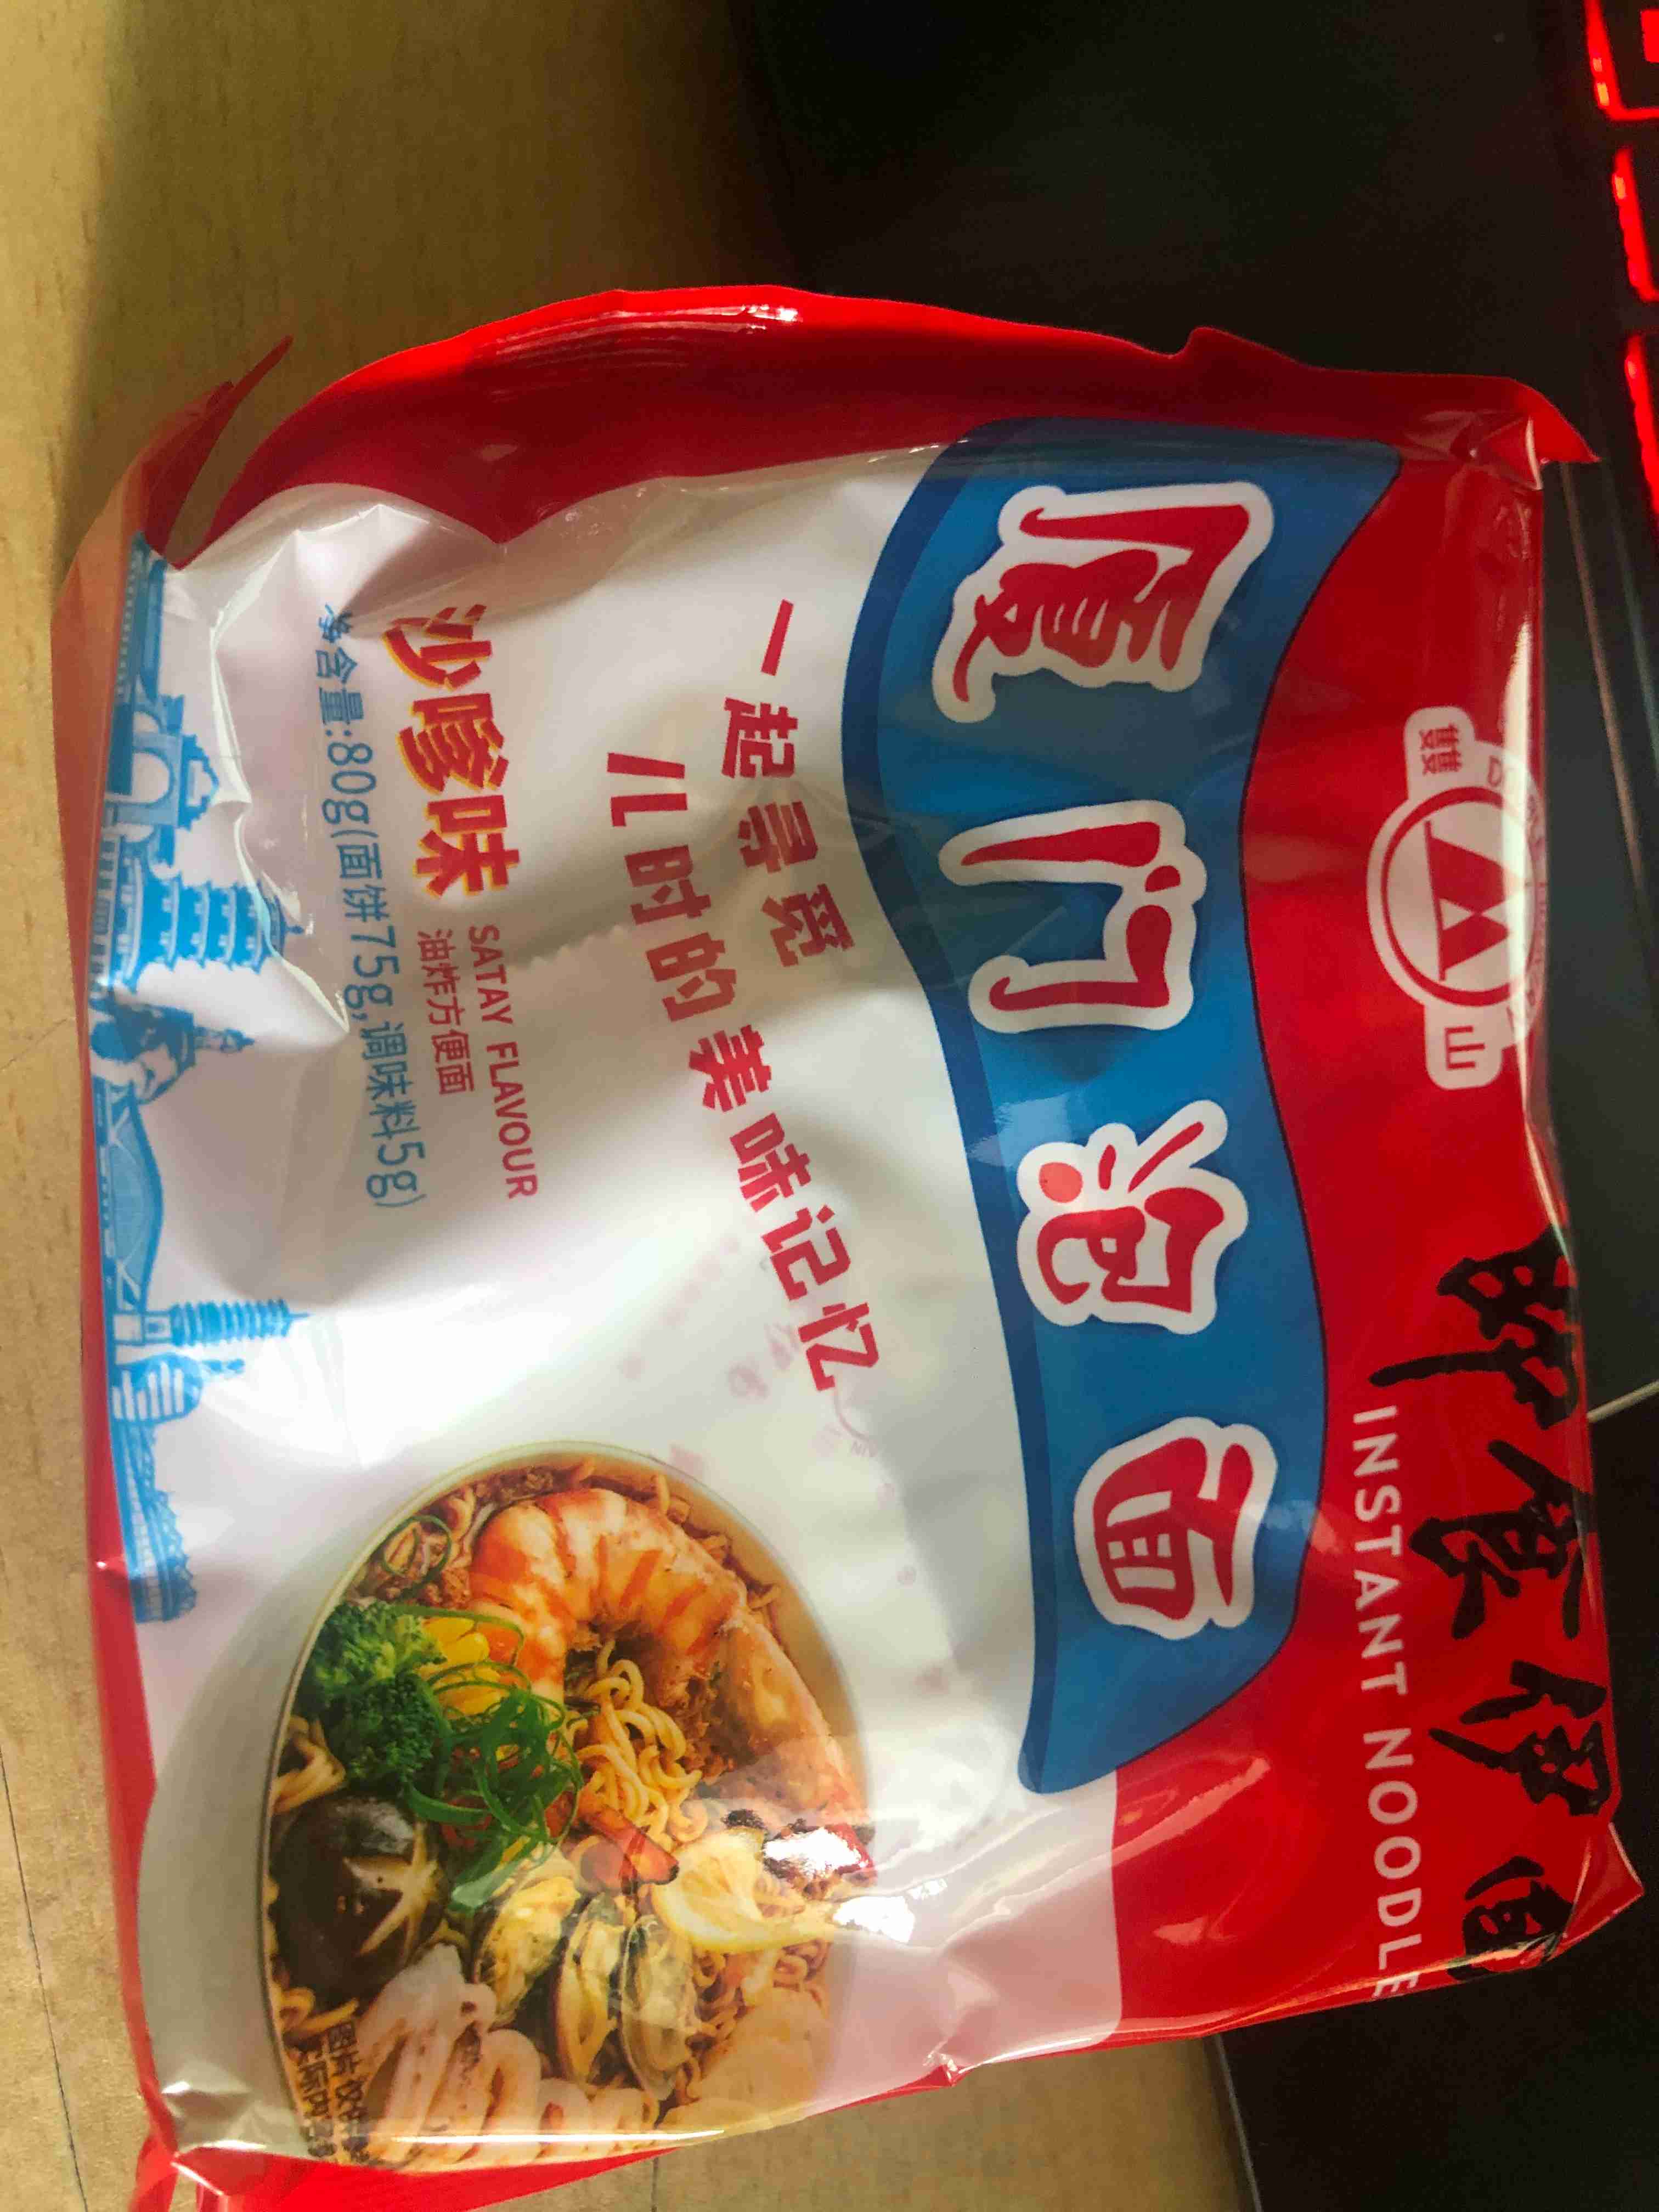 雙 山
即食伊面
INSTANT NOODLE
厦门泡面
一起寻觅
儿时的美味记忆
沙嗲味 SATAY FLAVOUR
油炸方便面
净含量:80g(面饼75g,调味料5g)